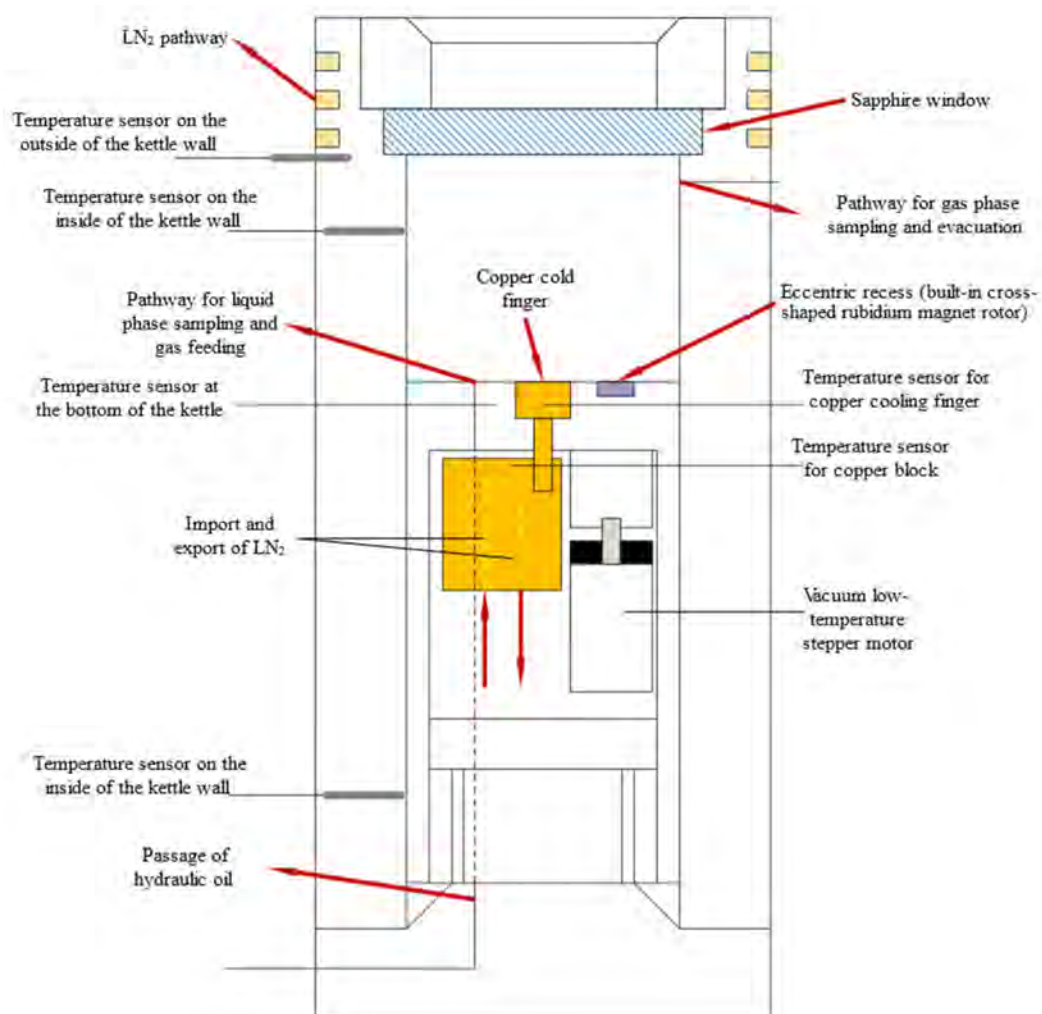 LN₂ pathway
Temperature sensor on the
outside of the kettle wall
Temperature sensor on the
inside of the kettle wall
Pathway for liquid
phase sampling and
gas feeding
Temperature sensor at
the bottom of the kettle
Import and
export of LN₂
Temperature sensor on the
inside of the kettle wall
Passage of
hydraulic oil
Copper cold
finger
Sapphire window
Pathway for gas phase
sampling and evacuation
Eccentric recess (built-in cross-
shaped rubidium magnet rotor)
Temperature sensor for
copper cooling finger
Temperature sensor
for copper block
Vacuum low-
temperature
stepper motor